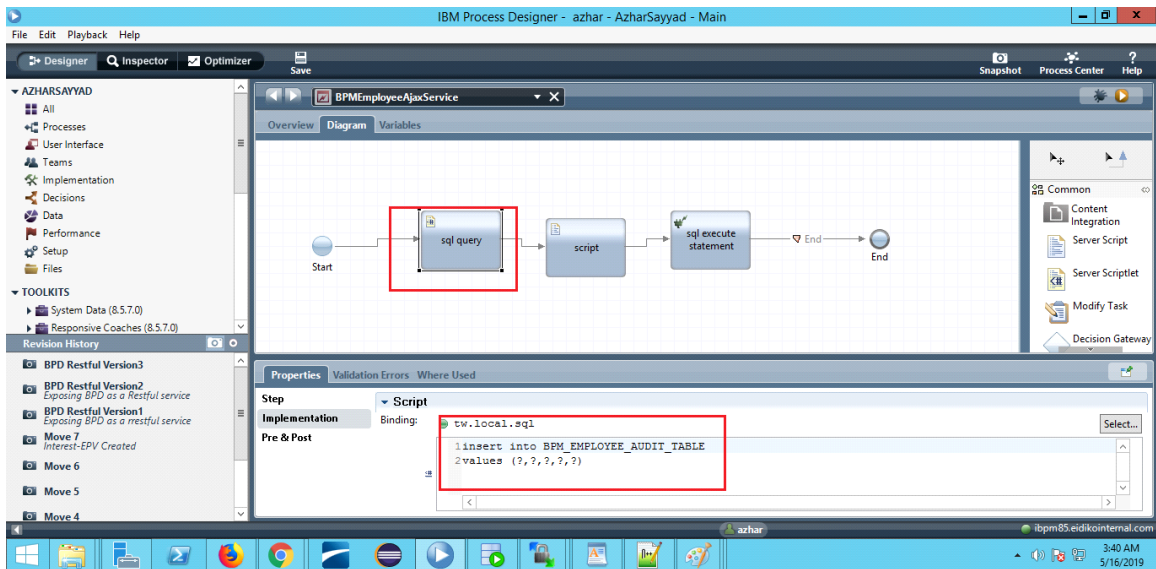 IBM Process Designer - azhar - AzharSayyad - Main
File Edit Playback Help
Designer Inspector Optimizer
Save
Snapshot Process Center Help
AZHARSAYYAD
All
Processes
User Interface
Teams
Implementation
Decisions
Data
Performance
Setup
Files
TOOLKITS
System Data (8.5.7.0)
Responsive Coaches (8.5.7.0)
Revision History
BPD Restful Version3
BPD Restful Version2
Exposing BPD as a Restful service
BPD Restful Version1
Exposing BPD as a rrestful service
Move 7
Interest-EPV Created
Move 6
Move 5
Move 4
BPMEmployeeAjaxService
Overview Diagram Variables
Start
sql query
script
sql execute
statement
End
End
Common
Content
Integration
Server Script
Server Scriptlet
Modify Task
Decision Gateway
Properties Validation Errors Where Used
Step
Implementation
Pre & Post
Script
Binding:
tw.local.sql
Select...
1 insert into BPM_EMPLOYEE_AUDIT_TABLE
2 values (?,?,?,?,?)
azhar
ibpm85.eidikointernal.com
3:40 AM
5/16/2019